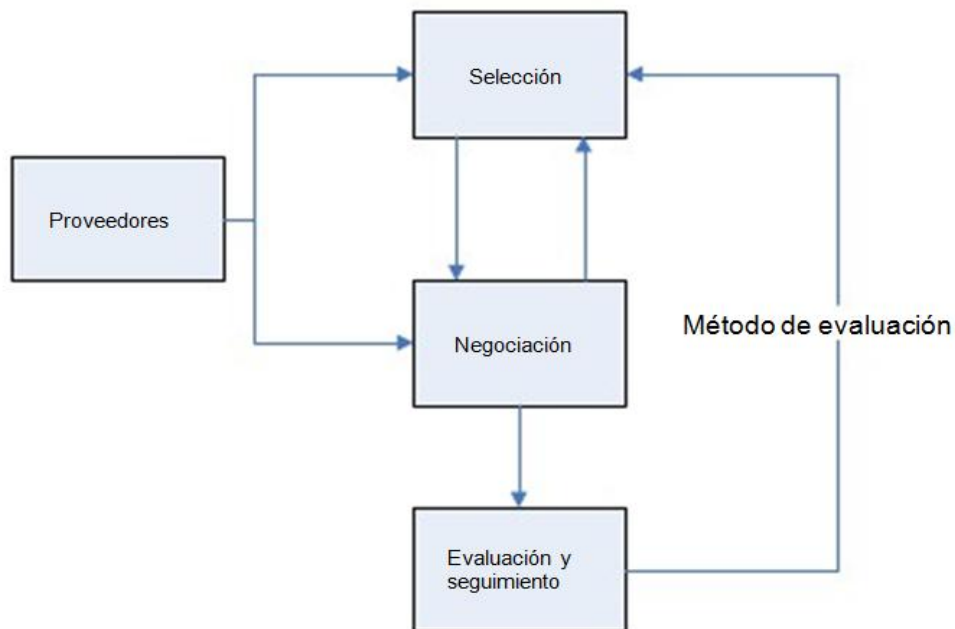 Selección
Proveedores
Negociación
Método de evaluación
Evaluación y
seguimiento